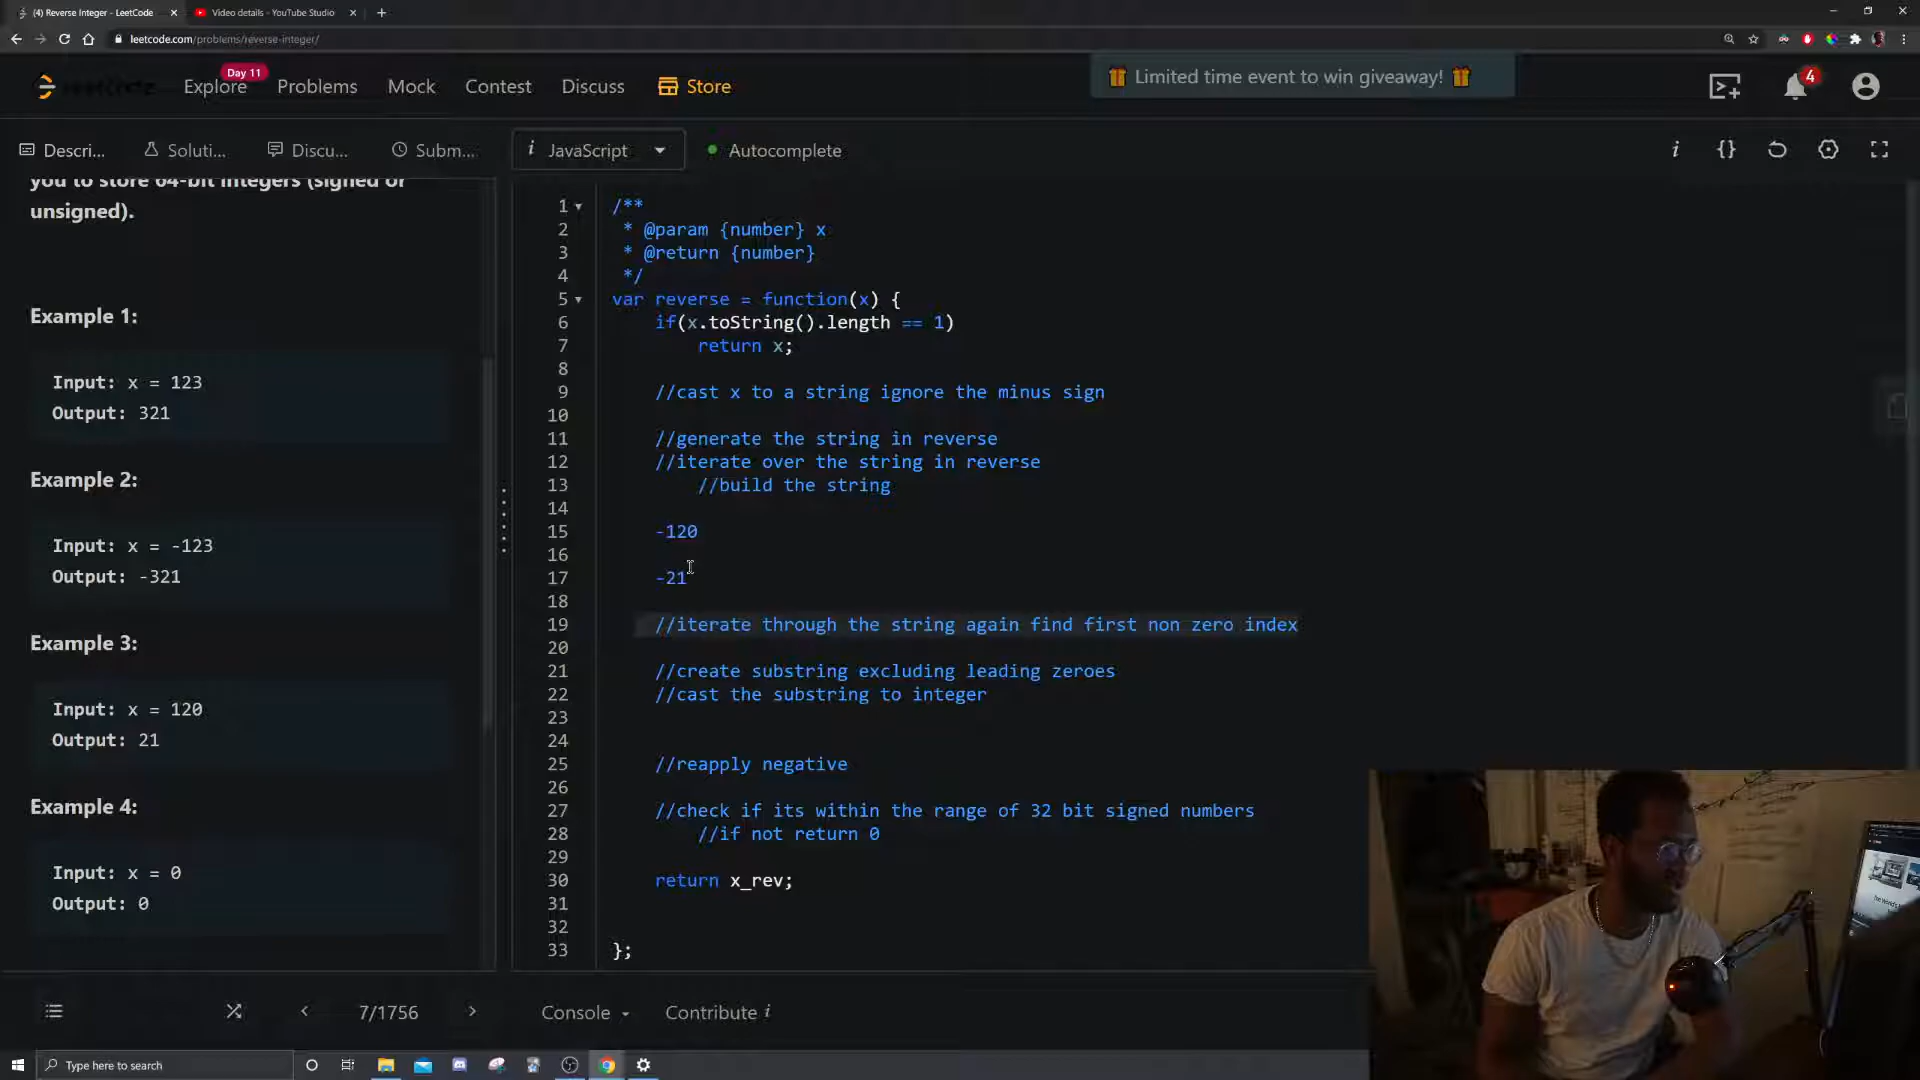 (4) Reverse Integer - LeetCode
Video details - YouTube Studio
leetcode.com/problems/reverse-integer/
Day 11
Explore
Problems
Mock
Contest
Discuss
Store
Limited time event to win giveaway!
4
Descri...
Soluti...
Discu...
Subm...
i JavaScript
Autocomplete
you to store 64-bit integers (signed or
unsigned).
Example 1:
Input: x = 123
Output: 321
Example 2:
Input: x = -123
Output: -321
Example 3:
Input: x = 120
Output: 21
Example 4:
Input: x = 0
Output: 0
1 /**
2 * @param {number} x
3 * @return {number}
4 */
5 var reverse = function(x) {
6 if(x.toString().length == 1)
7 return x;
8
9 //cast x to a string ignore the minus sign
10
11 //generate the string in reverse
12 //iterate over the string in reverse
13 //build the string
14
15 -120
16
17 -21
18
19 //iterate through the string again find first non zero index
20
21 //create substring excluding leading zeroes
22 //cast the substring to integer
23
24
25 //reapply negative
26
27 //check if its within the range of 32 bit signed numbers
28 //if not return 0
29
30 return x_rev;
31
32
33 };
7/1756
Console
Contribute i
Type here to search